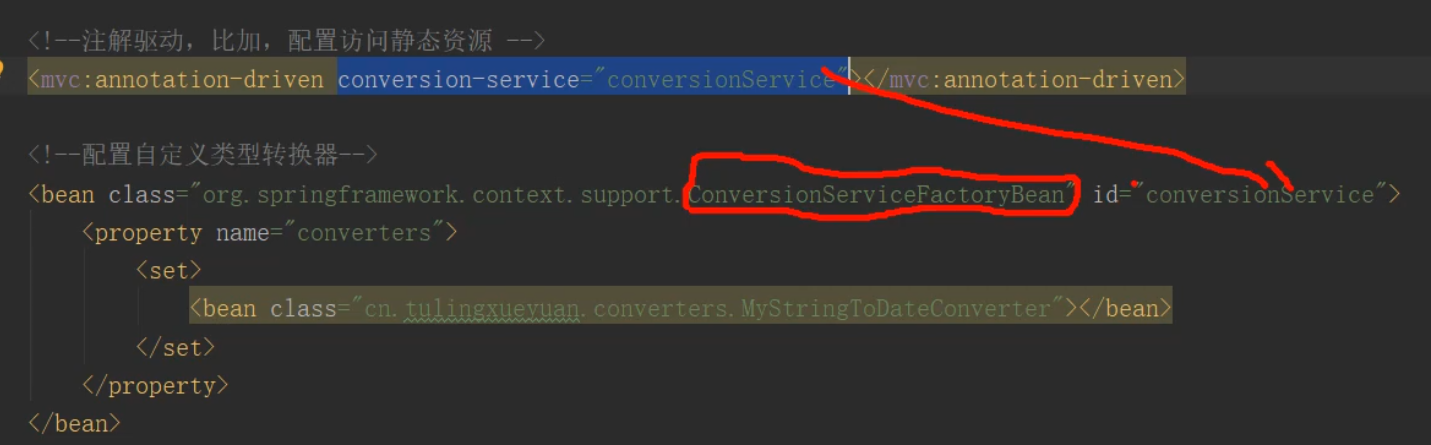 <!--注解驱动，比加，配置访问静态资源 -->
<mvc:annotation-driven conversion-service="conversionService"></mvc:annotation-driven>
<!--配置自定义类型转换器-->
<bean class="org.springframework.context.support.ConversionServiceFactoryBean" id="conversionService">
<property name="converters">
<set>
<bean class="cn.tulingxueyuan.converters.MyStringToDateConverter"></bean>
</set>
</property>
</bean>